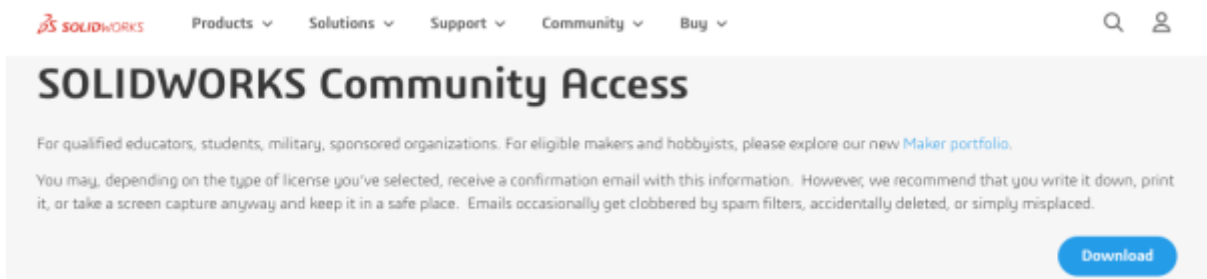 SOLIDWORKS Products Solutions Support Community Buy
SOLIDWORKS Community Access
For qualified educators, students, military, sponsored organizations. For eligible makers and hobbyists, please explore our new Maker portfolio.
You may, depending on the type of license you've selected, receive a confirmation email with this information. However, we recommend that you write it down, print
it, or take a screen capture anyway and keep it in a safe place. Emails occasionally get clobbered by spam filters, accidentally deleted, or simply misplaced.
Download